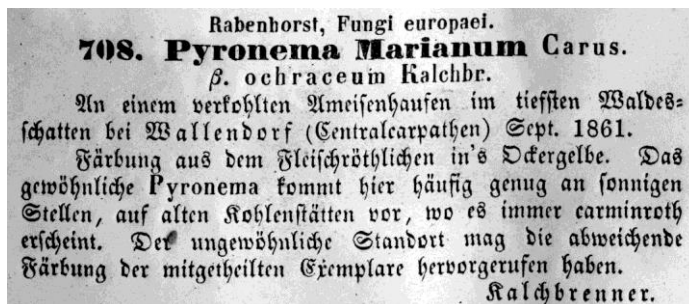 Rabenhorst, Fungi europaei.
708. Pyronema Marianum Carus.
β. ochraceum Kalchbr.
An einem verkohlten Ameisenhaufen im tiefsten Waldes-
schatten bei Wallendorf (Centralcarpathen) Sept. 1861.
Färbung aus dem Fleischröthlichen in's Ockergelbe. Das
gewöhnliche Pyronema kommt hier häufig genug an sonnigen
Stellen, auf alten Kohlenstätten vor, wo es immer carminroth
erscheint. Der ungewöhnliche Standort mag die abweichende
Färbung der mitgetheilten Exemplare hervorgerufen haben.
Kalchbrenner.